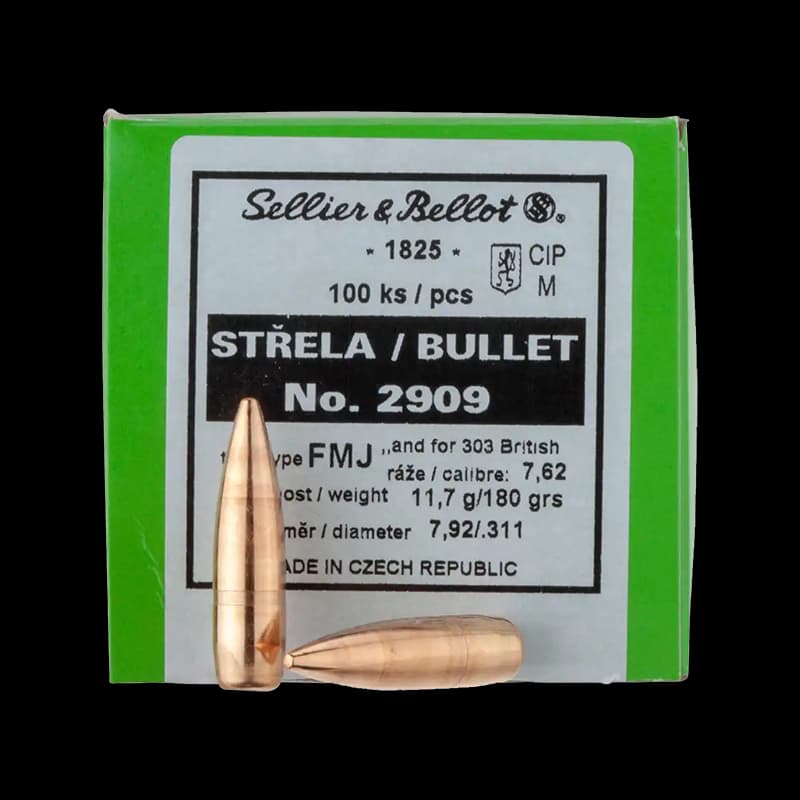 Sellier & Bellot S&B®.
* 1825 *
CIP
M
100 ks / pcs
STŘELA / BULLET
No. 2909
FMJ „and for 303 British
ráže / calibre: 7,62
/ weight 11,7 g/180 grs
/ diameter 7,92/.311
IN CZECH REPUBLIC